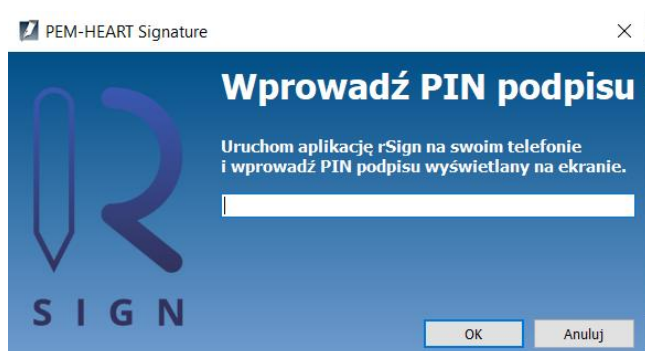 PEM-HEART Signature
Wprowadź PIN podpisu
Uruchom aplikację rSign na swoim telefonie
i wprowadź PIN podpisu wyświetlany na ekranie.
R
SIGN
OK Anuluj